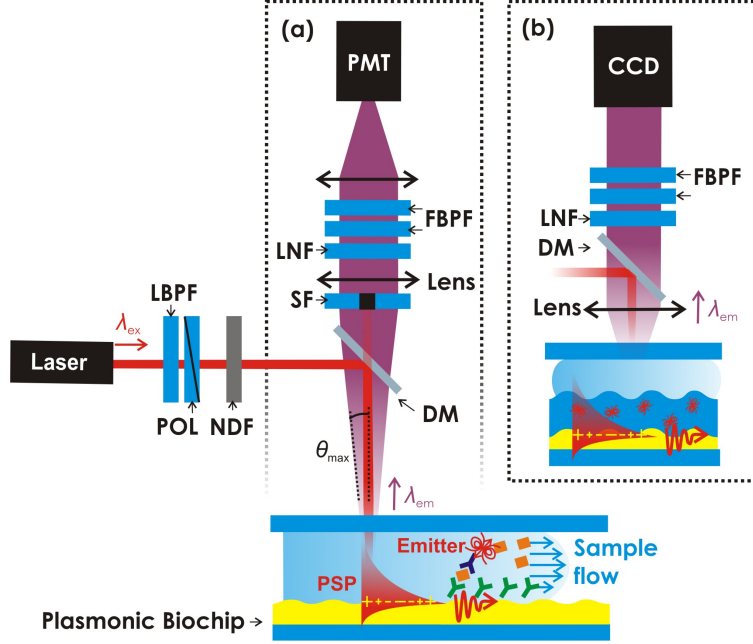 (a)
PMT
FBPF
LNF
Lens
SF
LBPF
λex
Laser
POL
NDF
DM
θmax
λem
Emitter
Sample
flow
PSP
Plasmonic Biochip
(b)
CCD
FBPF
LNF
DM
Lens
λem